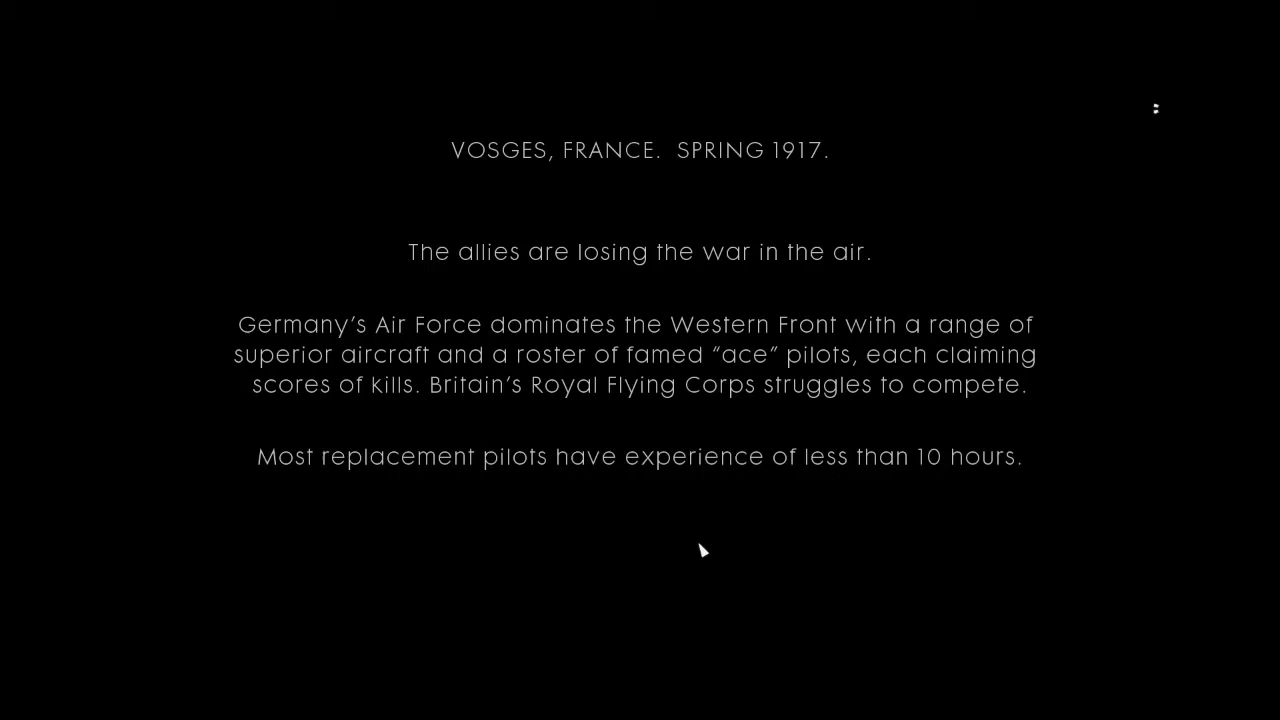 VOSGES, FRANCE. SPRING 1917.
The allies are losing the war in the air.
Germany's Air Force dominates the Western Front with a range of
superior aircraft and a roster of famed “ace” pilots, each claiming
scores of kills. Britain's Royal Flying Corps struggles to compete.
Most replacement pilots have experience of less than 10 hours.